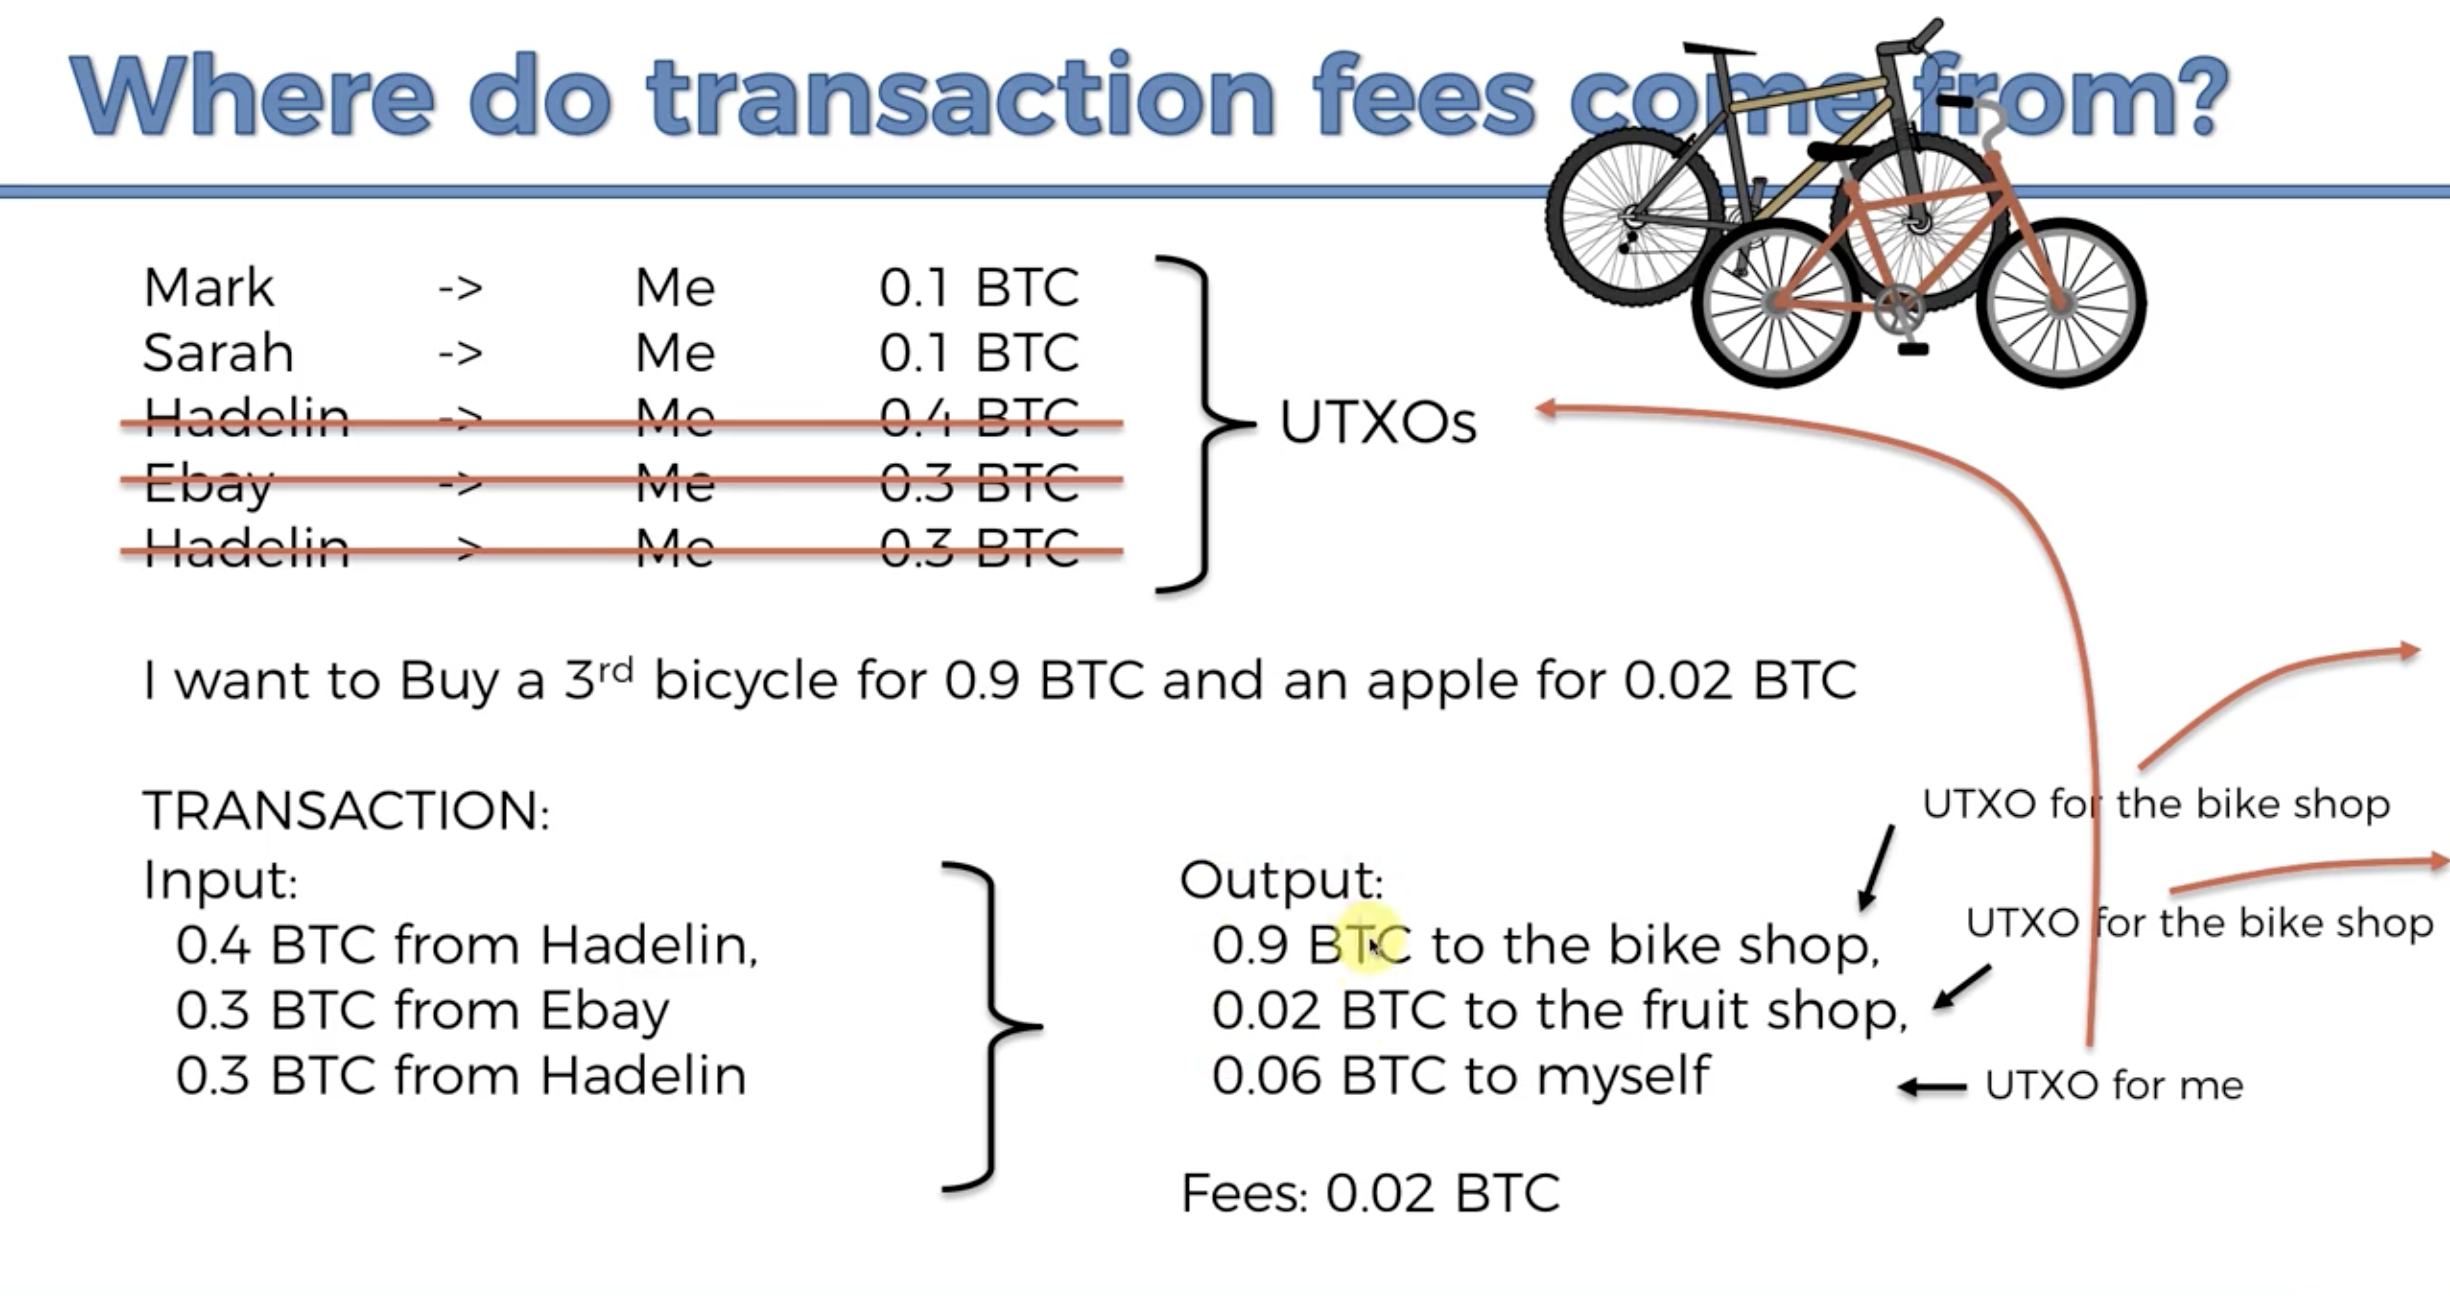 Where do transaction fees come from?
Mark -> Me 0.1 BTC
Sarah -> Me 0.1 BTC
Hadelin -> Me 0.4 BTC
Ebay -> Me 0.3 BTC
Hadelin -> Me 0.3 BTC
UTXOs
I want to Buy a 3rd bicycle for 0.9 BTC and an apple for 0.02 BTC
TRANSACTION:
Input:
0.4 BTC from Hadelin,
0.3 BTC from Ebay
0.3 BTC from Hadelin
Output:
0.9 BTC to the bike shop,
0.02 BTC to the fruit shop,
0.06 BTC to myself
UTXO for the bike shop
UTXO for the bike shop
UTXO for me
Fees: 0.02 BTC